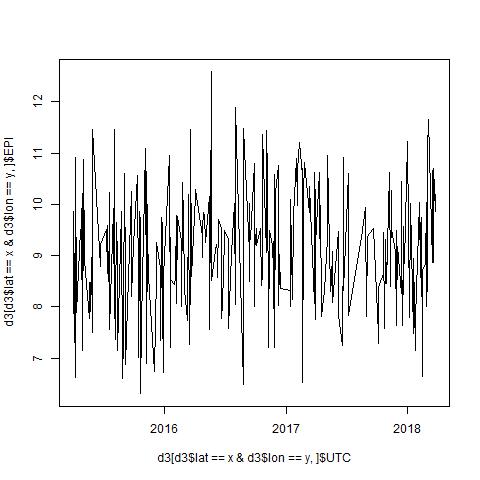 d3[d3$lat == x & d3$lon == y, ]$EPI
12
11
10
9
8
7
2016 2017 2018
d3[d3$lat == x & d3$lon == y, ]$UTC